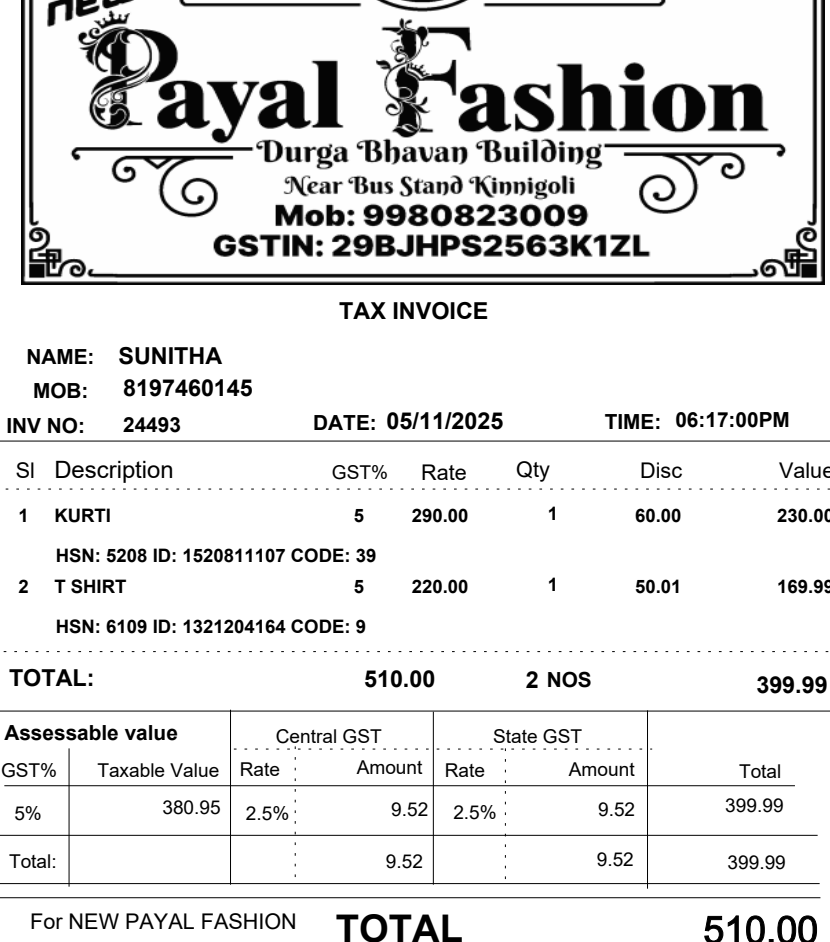 new
Payal Fashion
Durga Bhavan Building
Near Bus Stand Kinnigoli
Mob: 9980823009
GSTIN: 29BJHPS2563K1ZL
TAX INVOICE
NAME: SUNITHA
MOB: 8197460145
INV NO: 24493 DATE: 05/11/2025 TIME: 06:17:00PM
Sl Description GST% Rate Qty Disc Value
1 KURTI 5 290.00 1 60.00 230.00
HSN: 5208 ID: 1520811107 CODE: 39
2 T SHIRT 5 220.00 1 50.01 169.99
HSN: 6109 ID: 1321204164 CODE: 9
TOTAL: 510.00 2 NOS 399.99
Assessable value Central GST State GST
GST% Taxable Value Rate Amount Rate Amount Total
5% 380.95 2.5% 9.52 2.5% 9.52 399.99
Total: 9.52 9.52 399.99
For NEW PAYAL FASHION TOTAL 510.00